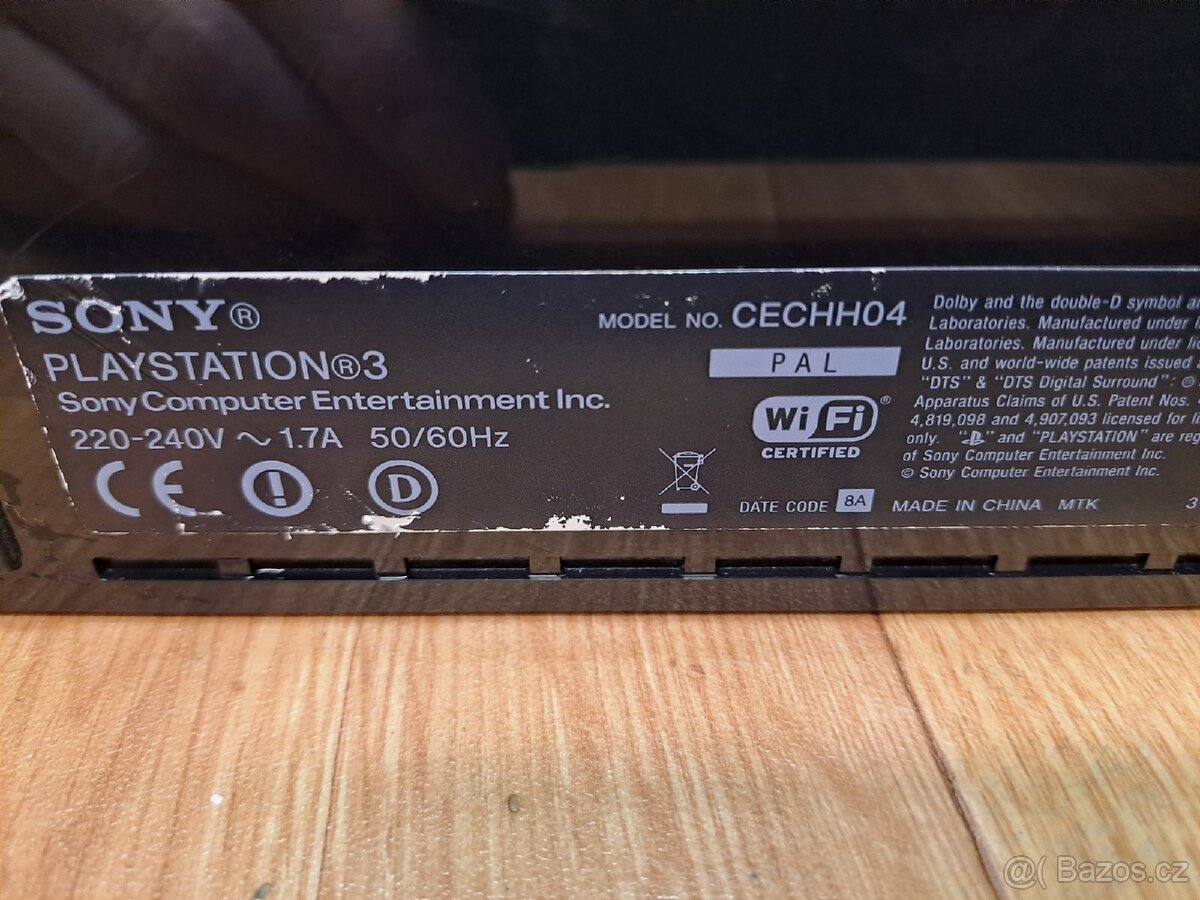 SONY®
PLAYSTATION®3
Sony Computer Entertainment Inc.
220-240V ~ 1.7A 50/60Hz
CE
D
MODEL NO. CECHH04
PAL
Wi Fi®
CERTIFIED
DATE CODE 8A MADE IN CHINA MTK 3
Dolby and the double-D symbol
Laboratories. Manufactured under
Laboratories. Manufactured under
U.S. and world-wide patents issued
"DTS" & "DTS Digital Surround": ®
Apparatus Claims of U.S. Patent Nos.
4,819,098 and 4,907,093 licensed for
only. " " and "PLAYSTATION" are
of Sony Computer Entertainment Inc.
© Sony Computer Entertainment Inc.
@( Bazos.cz